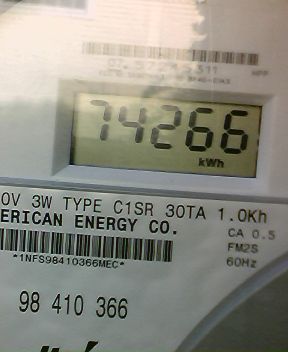 74266
kWh
0V 3W TYPE C1SR 30TA 1.0Kh
ERICAN ENERGY CO.
CA 0.5
FM2S
60Hz
*1NFS98410366MEC*
98 410 366